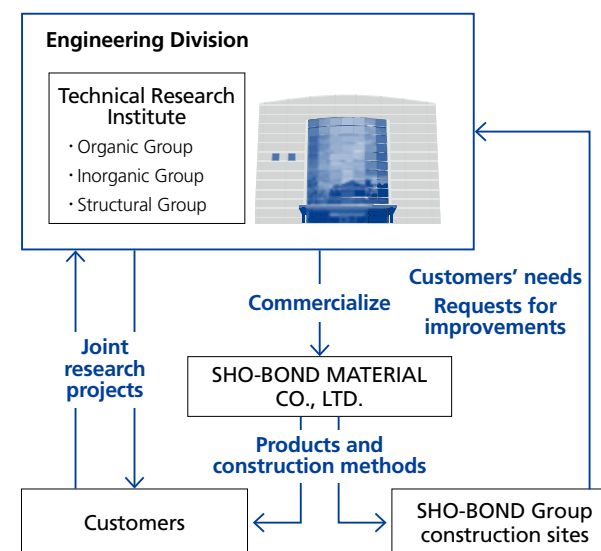 Engineering Division
Technical Research
Institute
・Organic Group
・Inorganic Group
・Structural Group
Customers’ needs
Requests for
improvements
Commercialize
Joint
research
projects
SHO-BOND MATERIAL
CO., LTD.
Products and
construction methods
Customers
SHO-BOND Group
construction sites